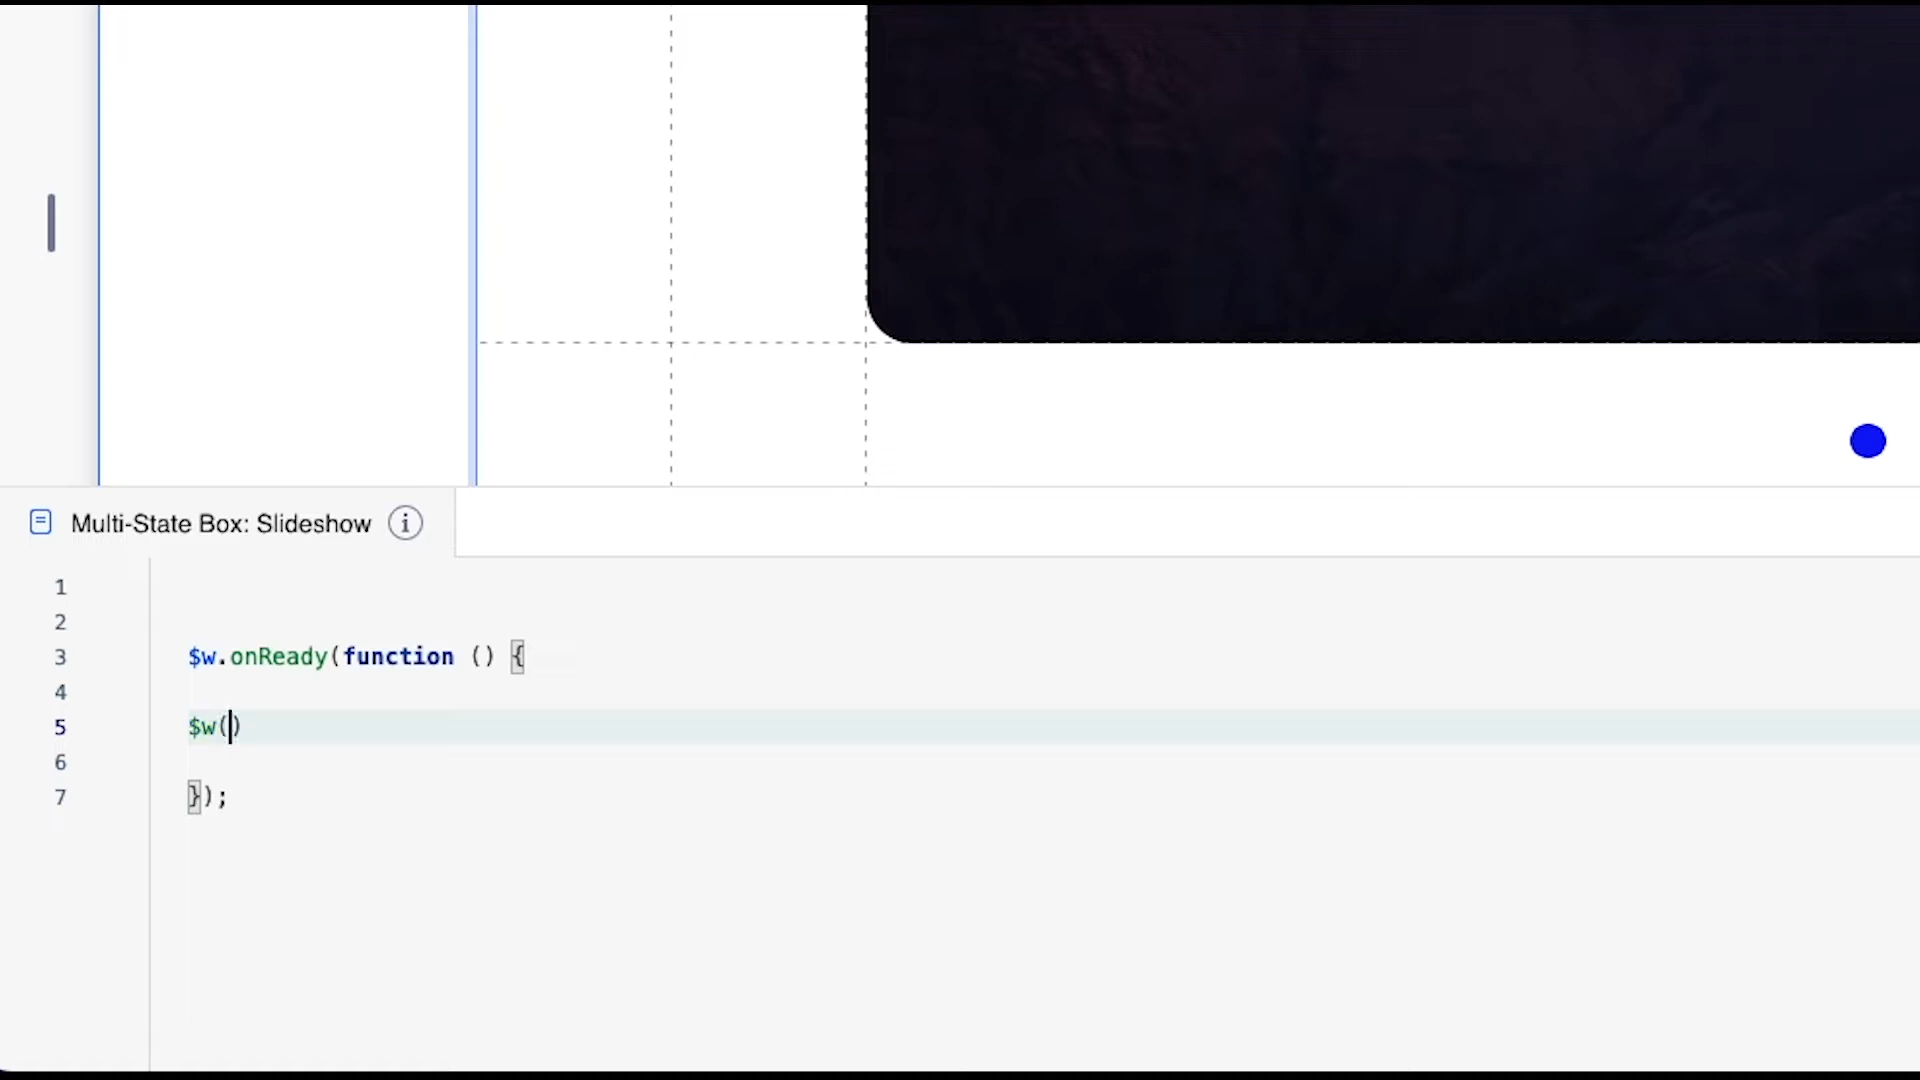 Multi-State Box: Slideshow i
1
2
3 $w.onReady(function () {
4
5 $w()
6
7 });